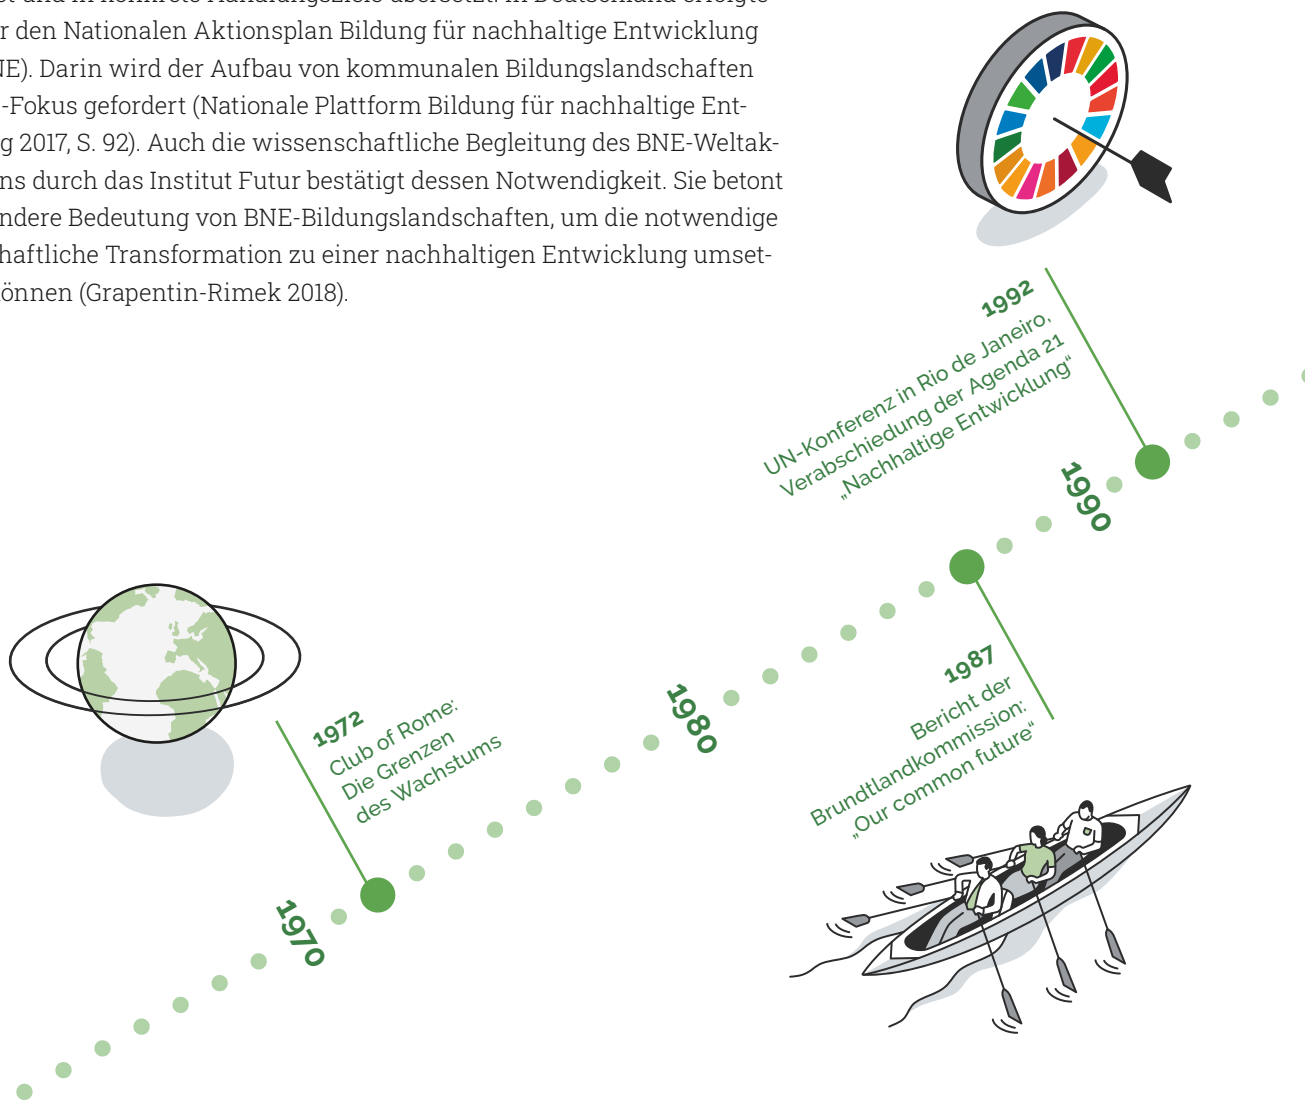 r den Nationalen Aktionsplan Bildung für nachhaltige Entwicklung
NE). Darin wird der Aufbau von kommunalen Bildungslandschaften
-Fokus gefordert (Nationale Plattform Bildung für nachhaltige Ent-
g 2017, S. 92). Auch die wissenschaftliche Begleitung des BNE-Weltak-
ns durch das Institut Futur bestätigt dessen Notwendigkeit. Sie betont
ndere Bedeutung von BNE-Bildungslandschaften, um die notwendige
haftliche Transformation zu einer nachhaltigen Entwicklung umset-
önnen (Grapentin-Rimek 2018).
1992
UN-Konferenz in Rio de Janeiro,
Verabschiedung der Agenda 21
„Nachhaltige Entwicklung“
1990
1987
Bericht der
Brundtlandkommission:
„Our common future“
1980
1972
Club of Rome:
Die Grenzen
des Wachstums
1970